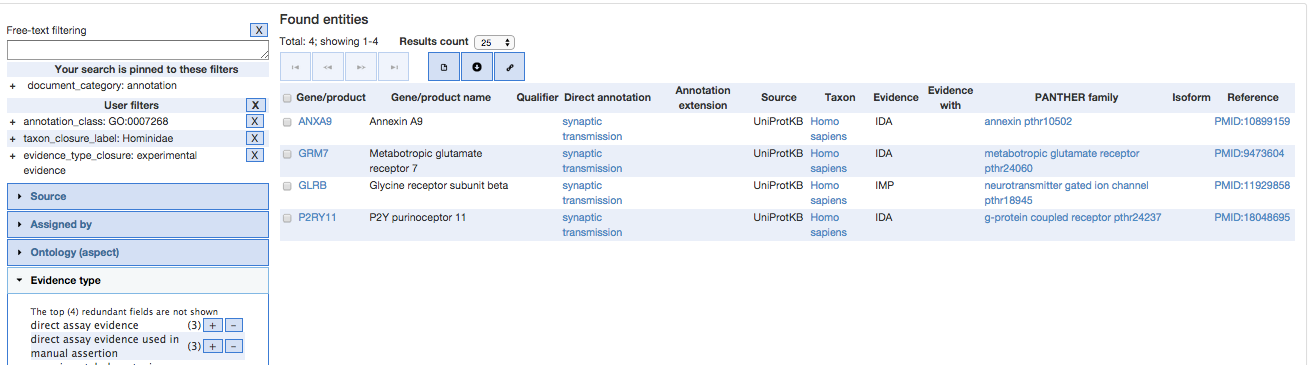 Free-text filtering X
Your search is pinned to these filters
+ document_category: annotation
User filters X
+ annotation_class: GO:0007268 X
+ taxon_closure_label: Hominidae X
+ evidence_type_closure: experimental X
evidence
Source
Assigned by
Ontology (aspect)
Evidence type
The top (4) redundant fields are not shown
direct assay evidence (3) + -
direct assay evidence used in
manual assertion (3) + -
Found entities
Total: 4; showing 1-4 Results count 25
Gene/product Gene/product name Qualifier Direct annotation Annotation extension Source Taxon Evidence Evidence with PANTHER family Isoform Reference
ANXA9 Annexin A9 synaptic UniProtKB Homo IDA annexin pthr10502 PMID:10899159
transmission sapiens
GRM7 Metabotropic glutamate synaptic UniProtKB Homo IDA metabotropic glutamate receptor PMID:9473604
receptor 7 transmission sapiens pthr24060
GLRB Glycine receptor subunit beta synaptic UniProtKB Homo IMP neurotransmitter gated ion channel PMID:11929858
transmission sapiens pthr18945
P2RY11 P2Y purinoceptor 11 synaptic UniProtKB Homo IDA g-protein coupled receptor pthr24237 PMID:18048695
transmission sapiens